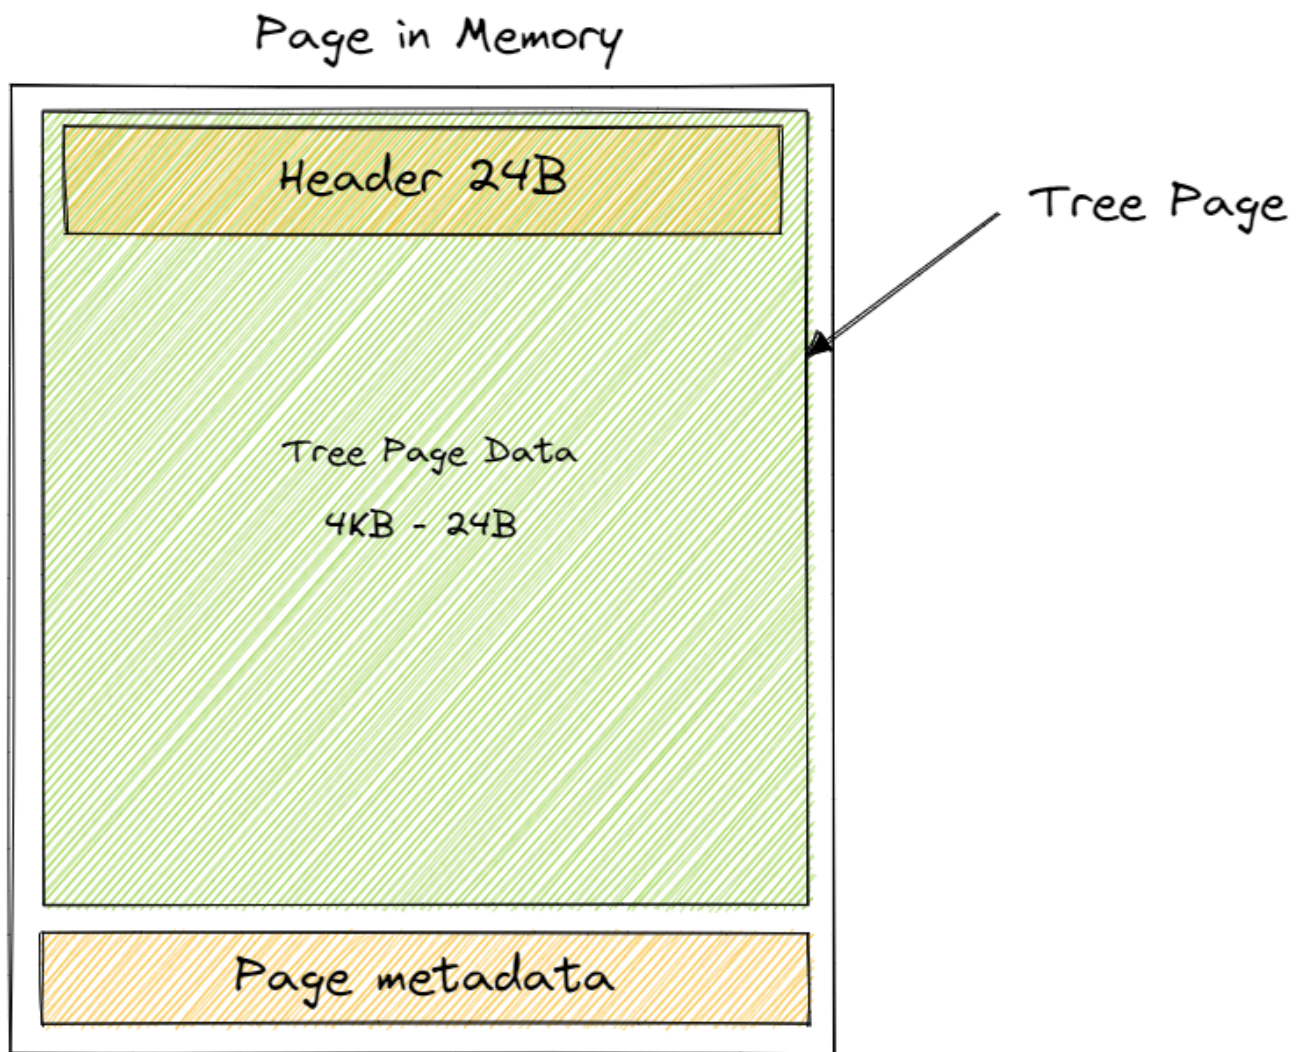 Page in Memory
Header 24B
Tree Page
Tree Page Data
4KB - 24B
Page metadata